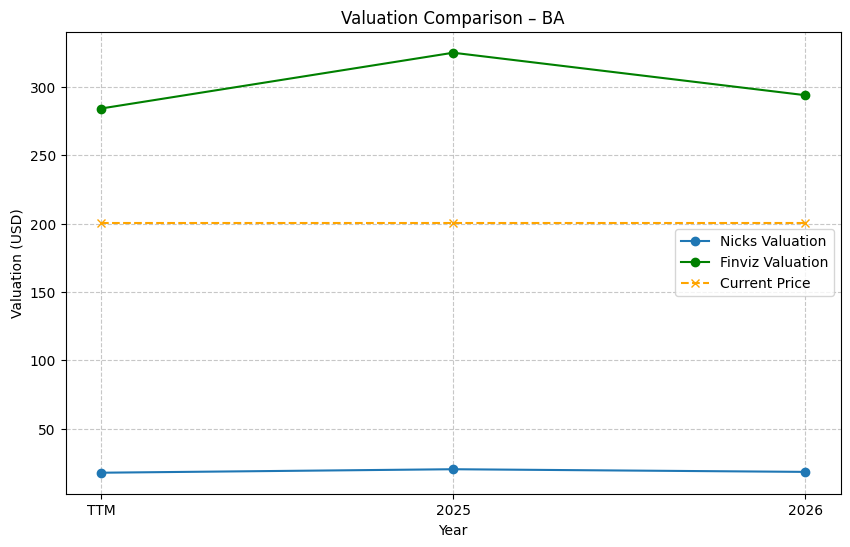 Valuation Comparison – BA
Valuation (USD)
300
250
200
150
100
50
Nicks Valuation
Finviz Valuation
Current Price
TTM
2025
2026
Year